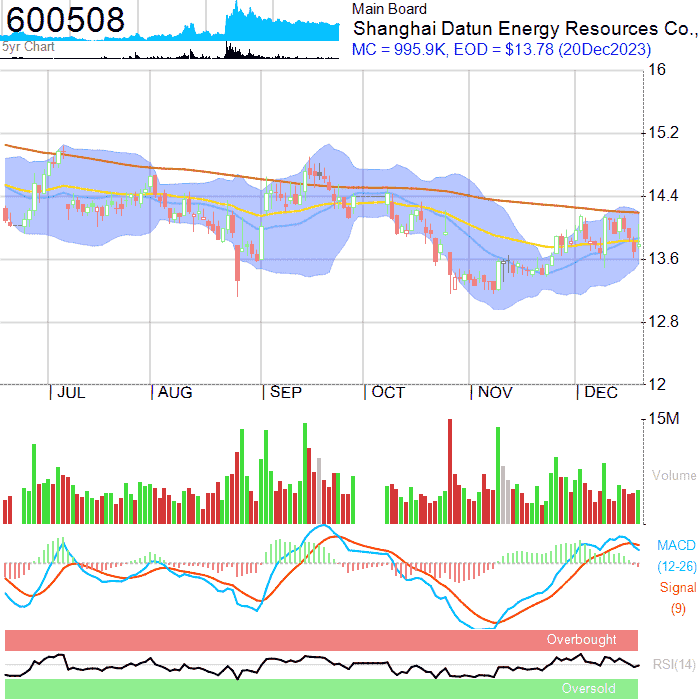 600508
5yr Chart
Main Board
Shanghai Datun Energy Resources Co.,
MC = 995.9K, EOD = $13.78 (20Dec2023)
16
15.2
14.4
13.6
12.8
12
JUL AUG SEP OCT NOV DEC
15M
Volume
MACD
(12-26)
Signal
(9)
Overbought
RSI(14)
Oversold